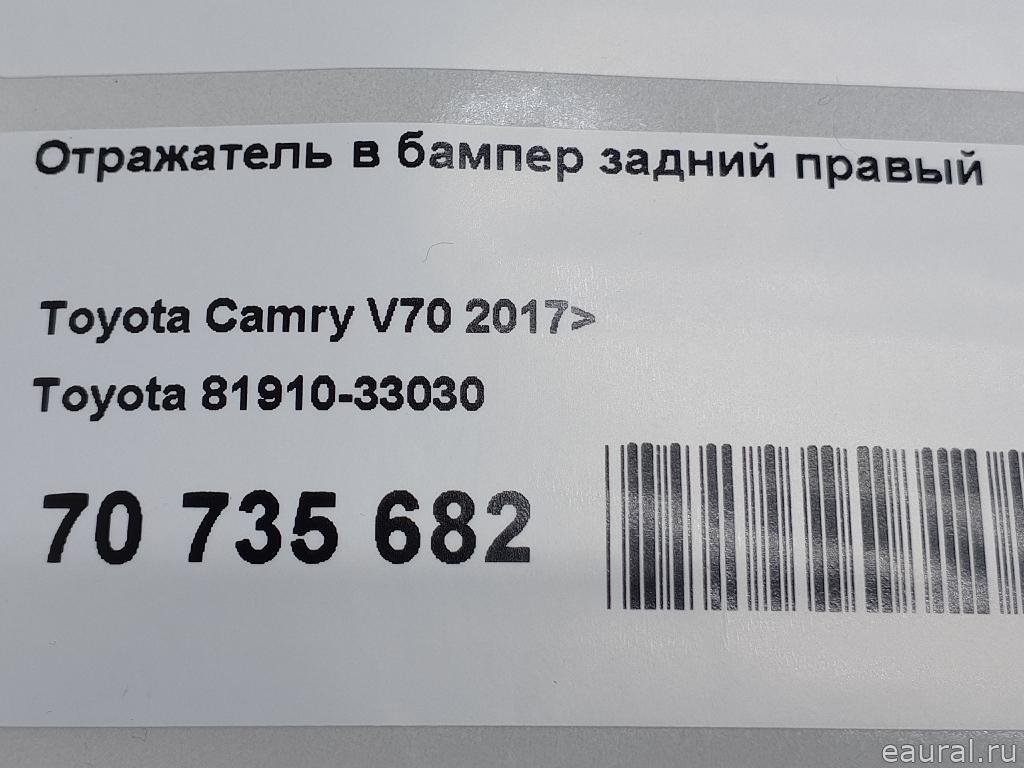 Отражатель в бампер задний правый
Toyota Camry V70 2017>
Toyota 81910-33030
70 735 682
eaural.ru